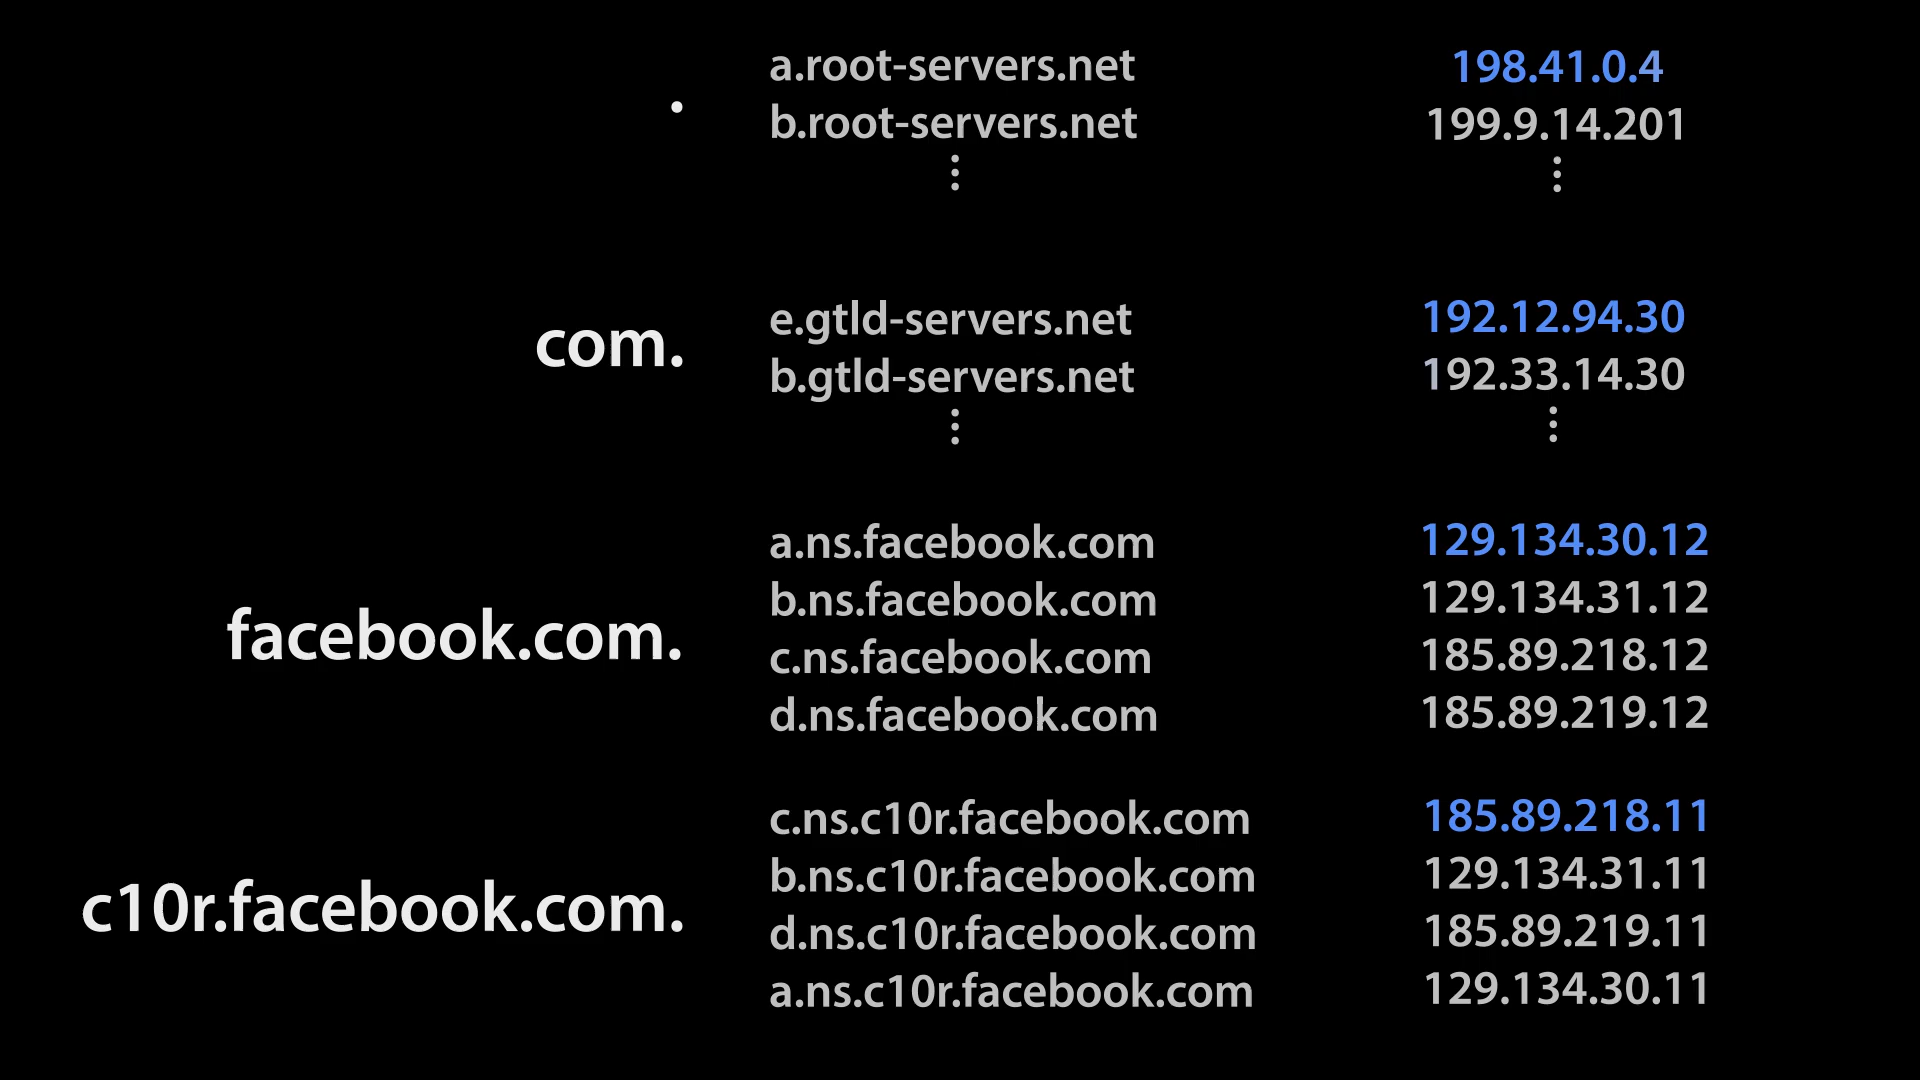 .
a.root-servers.net 198.41.0.4
b.root-servers.net 199.9.14.201
com.
e.gtld-servers.net 192.12.94.30
b.gtld-servers.net 192.33.14.30
facebook.com.
a.ns.facebook.com 129.134.30.12
b.ns.facebook.com 129.134.31.12
c.ns.facebook.com 185.89.218.12
d.ns.facebook.com 185.89.219.12
c10r.facebook.com.
c.ns.c10r.facebook.com 185.89.218.11
b.ns.c10r.facebook.com 129.134.31.11
d.ns.c10r.facebook.com 185.89.219.11
a.ns.c10r.facebook.com 129.134.30.11